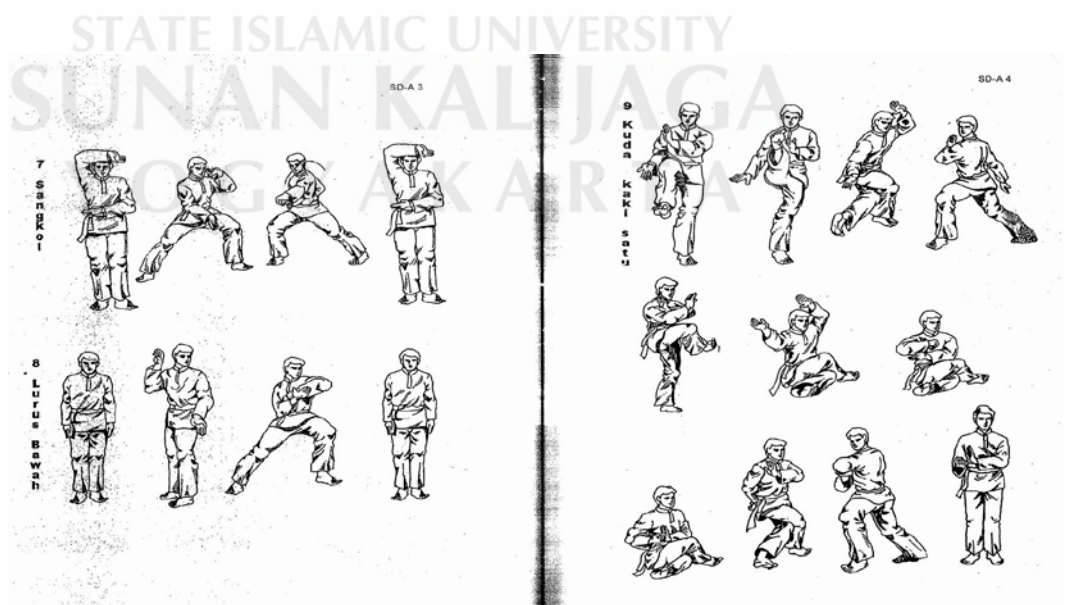 STATE ISLAMIC UNIVERSITY
SUNAN KALIJAGA
YOGYAKARTA
SD-A 3
7 Sangkol
8 Lurus Bawah
SD-A 4
9 Kuda kaki satu